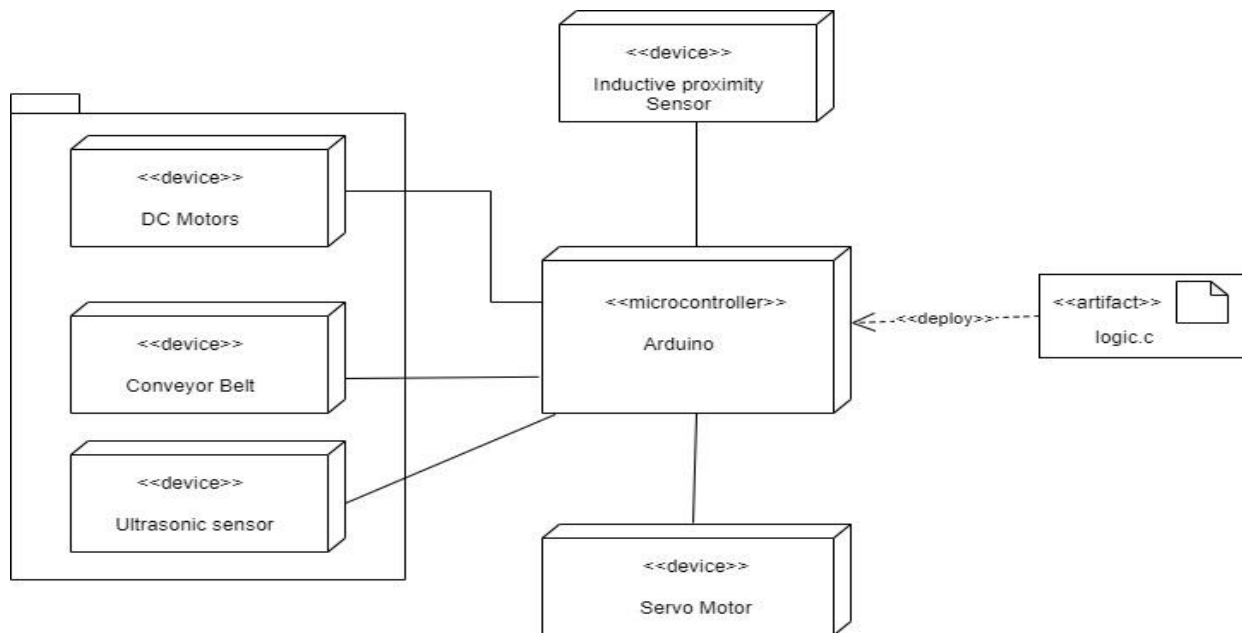 <<device>>
Inductive proximity
Sensor
<<device>>
DC Motors
<<microcontroller>>
Arduino
<<deploy>>
<<artifact>>
logic.c
<<device>>
Conveyor Belt
<<device>>
Ultrasonic sensor
<<device>>
Servo Motor